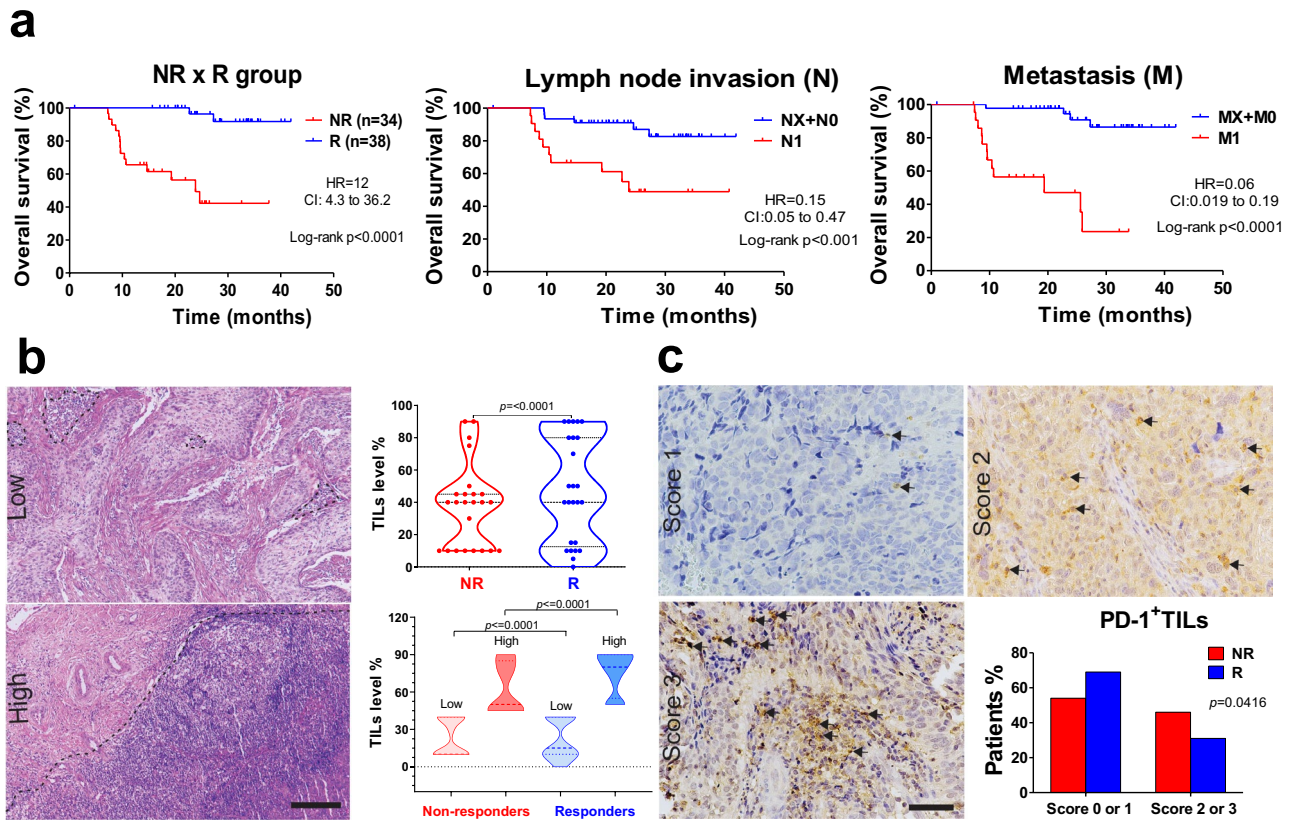 a
NR x R group
Overall survival (%)
100
80
60
40
20
0
0 10 20 30 40 50
Time (months)
NR (n=34)
R (n=38)
HR=12
CI: 4.3 to 36.2
Log-rank p<0.0001
Lymph node invasion (N)
Overall survival (%)
100
80
60
40
20
0
0 10 20 30 40 50
Time (months)
NX+N0
N1
HR=0.15
CI:0.05 to 0.47
Log-rank p<0.001
Metastasis (M)
Overall survival (%)
100
80
60
40
20
0
0 10 20 30 40 50
Time (months)
MX+M0
M1
HR=0.06
CI:0.019 to 0.19
Log-rank p<0.0001
b
Low
High
TILs level %
100
80
60
40
20
0
p=<0.0001
NR R
TILs level %
120
90
60
30
0
p<=0.0001
p<=0.0001
Low
High
Low
High
Non-responders Responders
c
Score 1
Score 2
Score 3
PD-1+TILs
Patients %
80
60
40
20
0
NR
R
p=0.0416
Score 0 or 1 Score 2 or 3